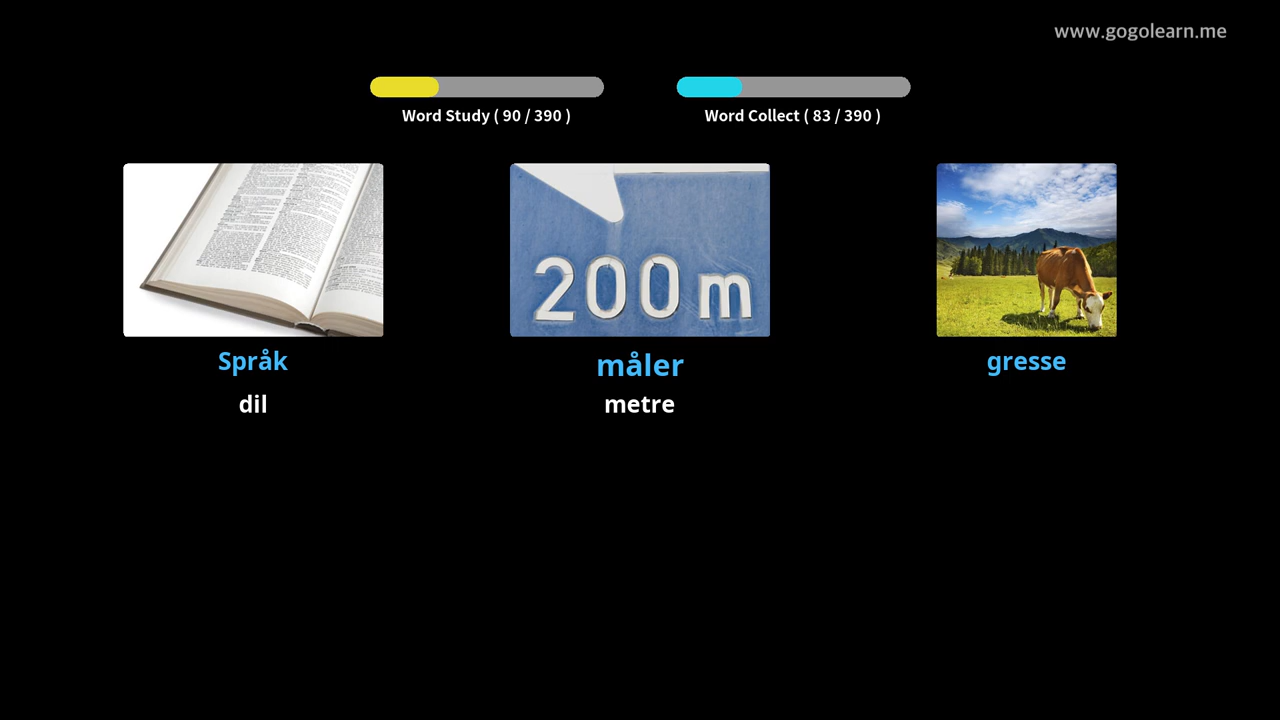 www.gogolearn.me
Word Study ( 90 / 390 )
Word Collect ( 83 / 390 )
200 m
Språk
måler
gresse
dil
metre